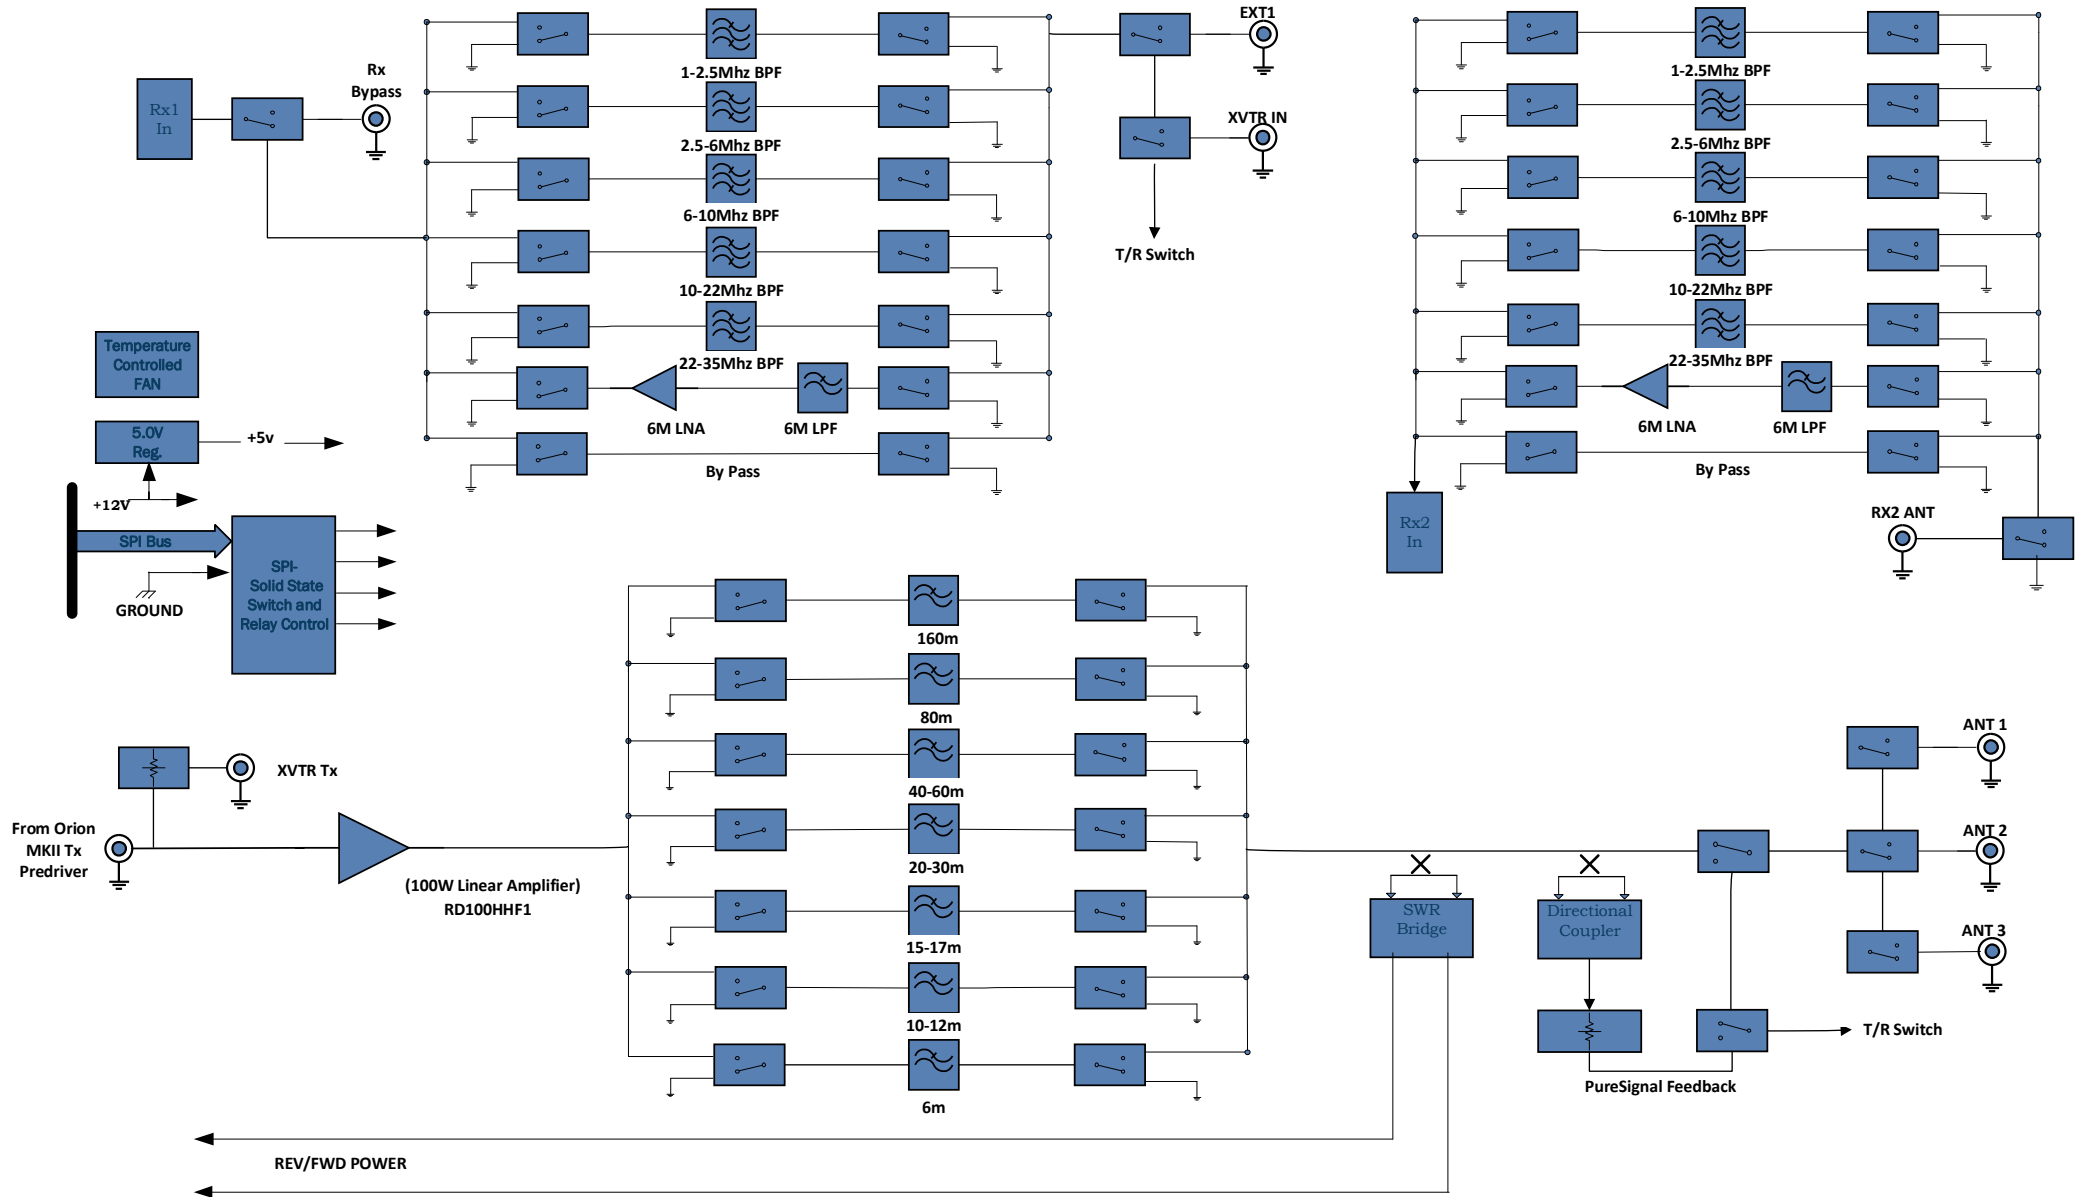 Rx1
In
Rx
Bypass
1-2.5Mhz BPF
2.5-6Mhz BPF
6-10Mhz BPF
10-22Mhz BPF
22-35Mhz BPF
6M LNA
6M LPF
By Pass
EXT1
XVTR IN
T/R Switch
1-2.5Mhz BPF
2.5-6Mhz BPF
6-10Mhz BPF
10-22Mhz BPF
22-35Mhz BPF
6M LNA
6M LPF
By Pass
Rx2
In
RX2 ANT
Temperature
Controlled
FAN
5.0V
Reg.
+5v
+12V
SPI Bus
GROUND
SPI-
Solid State
Switch and
Relay Control
XVTR Tx
From Orion
MKII Tx
Predriver
(100W Linear Amplifier)
RD100HHF1
160m
80m
40-60m
20-30m
15-17m
10-12m
6m
SWR
Bridge
Directional
Coupler
PureSignal Feedback
ANT 1
ANT 2
ANT 3
T/R Switch
REV/FWD POWER